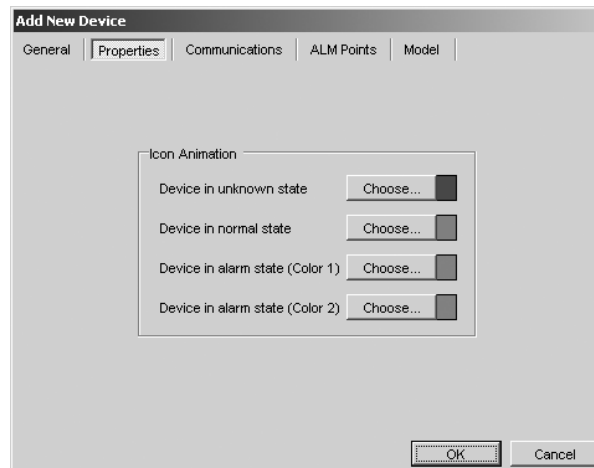 Add New Device
General Properties Communications ALM Points Model
Icon Animation
Device in unknown state Choose...
Device in normal state Choose...
Device in alarm state (Color 1) Choose...
Device in alarm state (Color 2) Choose...
OK Cancel